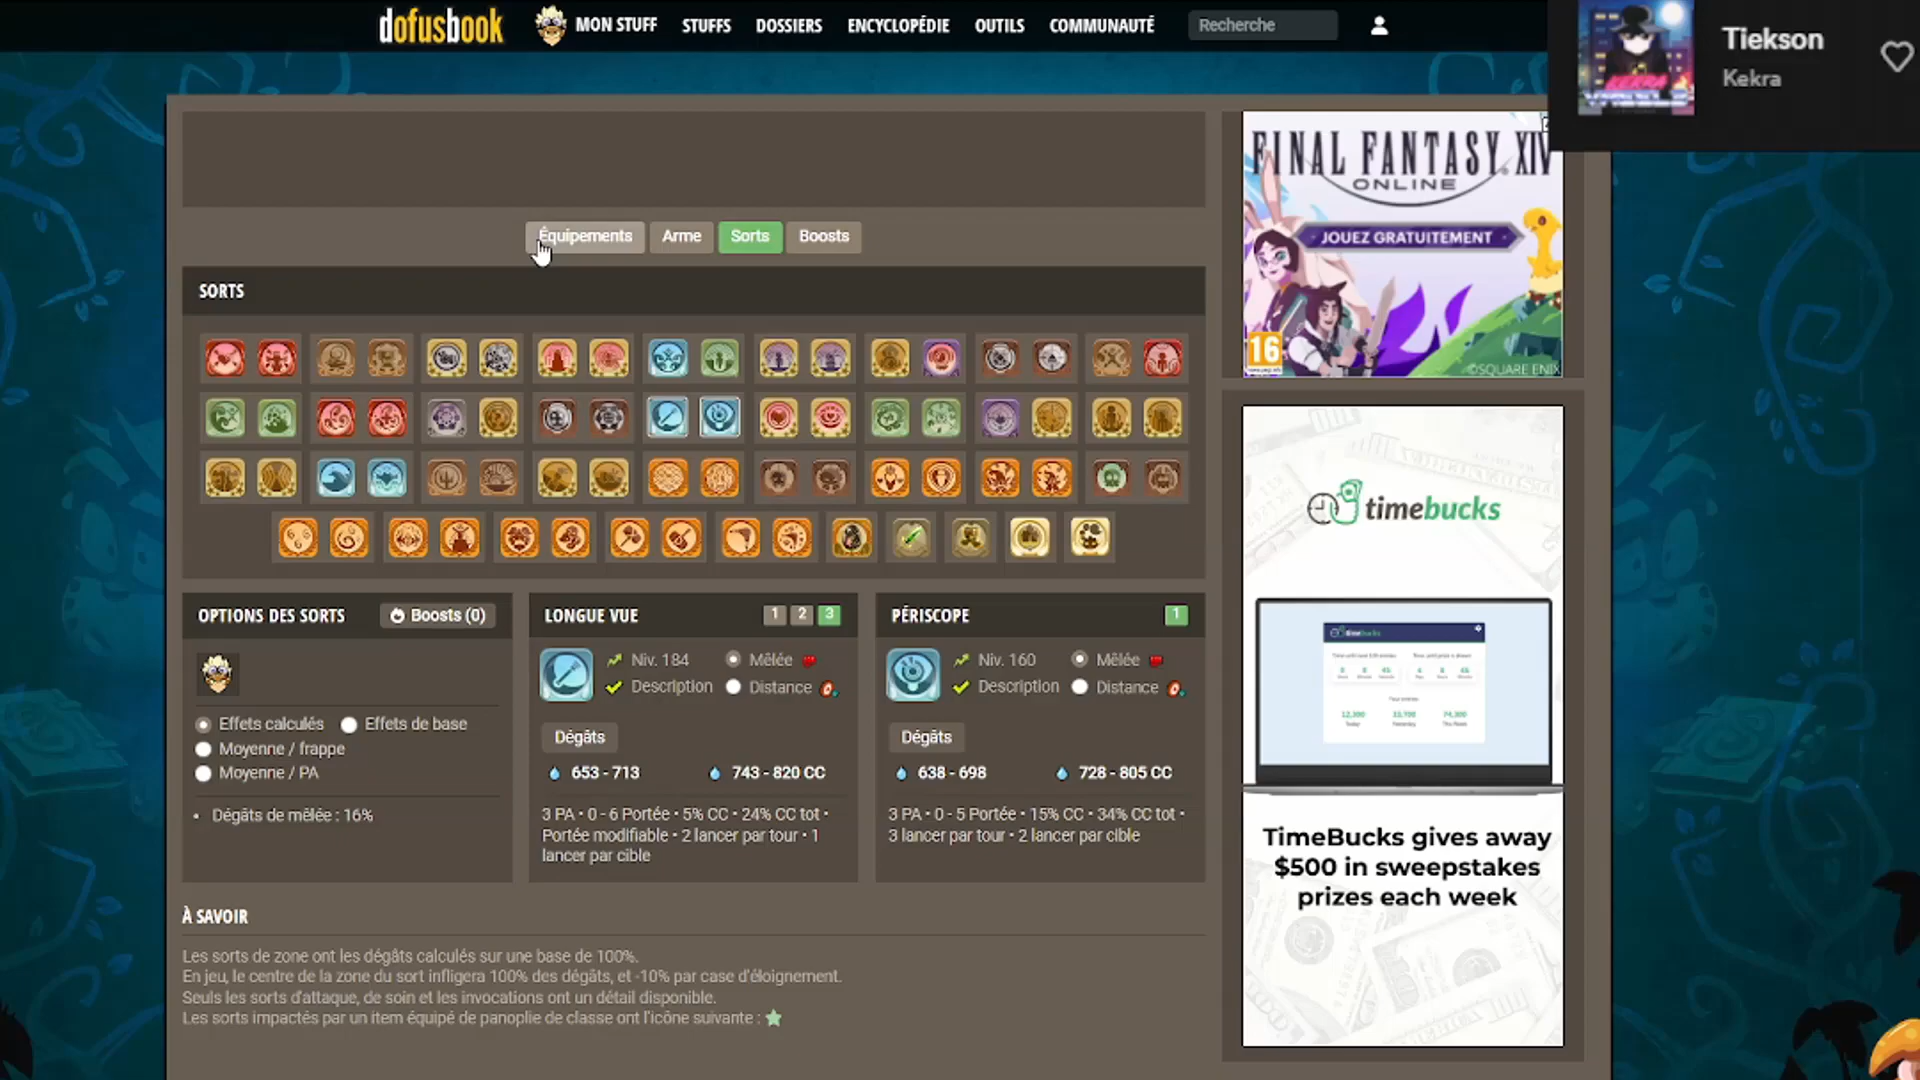 dofusbook
MON STUFF
STUFFS
DOSSIERS
ENCYCLOPÉDIE
OUTILS
COMMUNAUTÉ
Recherche
Tiekson
Kekra
KEKRA
FINAL FANTASY XIV
ONLINE
JOUEZ GRATUITEMENT
16
©SQUARE ENIX
Équipements
Arme
Sorts
Boosts
SORTS
OPTIONS DES SORTS
Boosts (0)
Effets calculés
Effets de base
Moyenne / frappe
Moyenne / PA
• Dégâts de mêlée : 16%
LONGUE VUE
1 2 3
Niv. 184
Mêlée
Description
Distance
Dégâts
653 - 713
743 - 820 CC
3 PA • 0 - 6 Portée • 5% CC • 24% CC tot •
Portée modifiable • 2 lancer par tour • 1
lancer par cible
PÉRISCOPE
1
Niv. 160
Mêlée
Description
Distance
Dégâts
638 - 698
728 - 805 CC
3 PA • 0 - 5 Portée • 15% CC • 34% CC tot •
3 lancer par tour • 2 lancer par cible
À SAVOIR
Les sorts de zone ont les dégâts calculés sur une base de 100%.
En jeu, le centre de la zone du sort infligera 100% des dégâts, et -10% par case d'éloignement.
Seuls les sorts d'attaque, de soin et les invocations ont un détail disponible.
Les sorts impactés par un item équipé de panoplie de classe ont l'icône suivante :
timebucks
TimeBucks gives away
$500 in sweepstakes
prizes each week